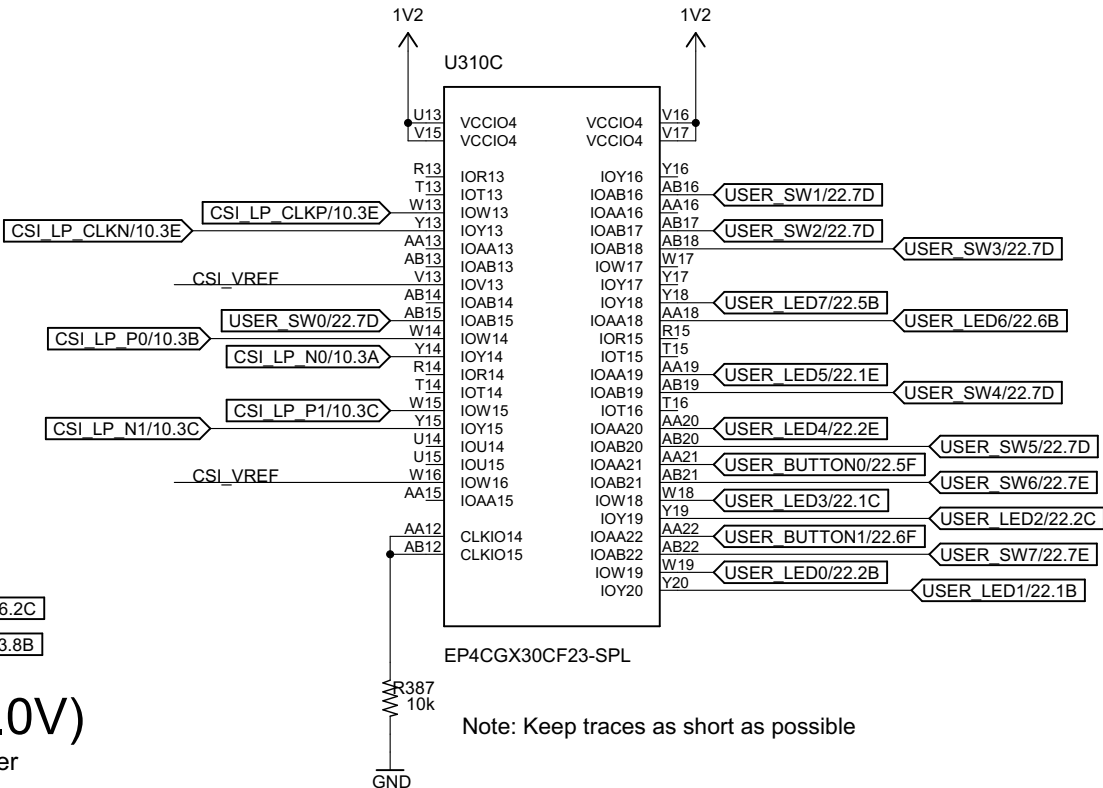 1V2
1V2
U310C
U13 VCCIO4 VCCIO4 V16
V15 VCCIO4 VCCIO4 V17
R13 IOR13 IOY16 Y16
T13 IOT13 IOAB16 AB16 USER_SW1/22.7D
CSI_LP_CLKP/10.3E W13 IOW13 IOAA16 AA16
CSI_LP_CLKN/10.3E Y13 IOY13 IOAB17 AB17 USER_SW2/22.7D
AA13 IOAA13 IOAB18 AB18 USER_SW3/22.7D
AB13 IOAB13 IOW17 W17
CSI_VREF V13 IOV13 IOY17 Y17
AB14 IOAB14 IOY18 Y18 USER_LED7/22.5B
USER_SW0/22.7D AB15 IOAB15 IOAA18 AA18 USER_LED6/22.6B
CSI_LP_P0/10.3B W14 IOW14 IOR15 R15
CSI_LP_N0/10.3A Y14 IOY14 IOT15 T15
R14 IOR14 IOAA19 AA19 USER_LED5/22.1E
T14 IOT14 IOAB19 AB19 USER_SW4/22.7D
CSI_LP_P1/10.3C W15 IOW15 IOT16 T16
CSI_LP_N1/10.3C Y15 IOY15 IOAA20 AA20 USER_LED4/22.2E
U14 IOU14 IOAB20 AB20 USER_SW5/22.7D
U15 IOU15 IOAA21 AA21 USER_BUTTON0/22.5F
CSI_VREF W16 IOW16 IOAB21 AB21 USER_SW6/22.7E
AA15 IOAA15 IOW18 W18 USER_LED3/22.1C
IOY19 Y19 USER_LED2/22.2C
AA12 CLKIO14 IOAA22 AA22 USER_BUTTON1/22.6F
AB12 CLKIO15 IOAB22 AB22 USER_SW7/22.7E
IOW19 W19 USER_LED0/22.2B
IOY20 Y20 USER_LED1/22.1B
6.2C
3.8B
EP4CGX30CF23-SPL
R387
10k
.0V)
Note: Keep traces as short as possible
er
GND